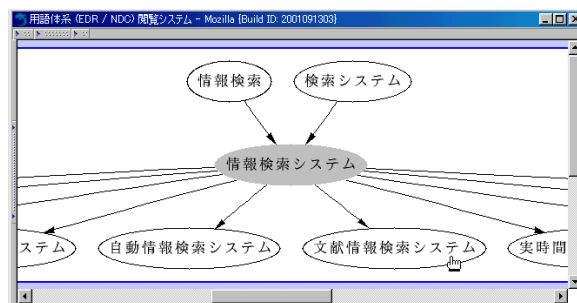 用語体系 (EDR / NDC) 閲覧システム - Mozilla {Build ID: 2001091303}
情報検索 検索システム
情報検索システム
ステム 自動情報検索システム 文献情報検索システム 実時間